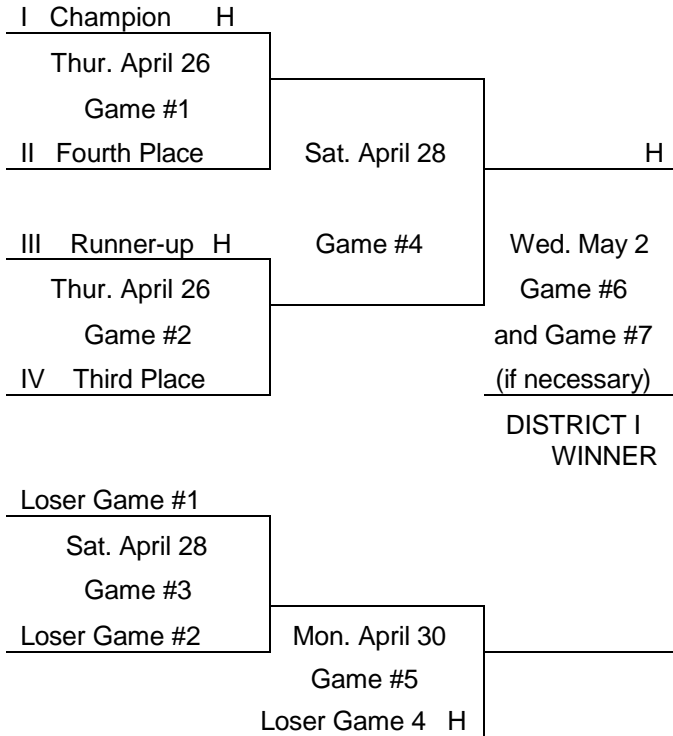 I Champion H
Thur. April 26
Game #1
II Fourth Place
Sat. April 28
H
III Runner-up H
Game #4
Wed. May 2
Thur. April 26
Game #6
Game #2
and Game #7
IV Third Place
(if necessary)
DISTRICT I
WINNER
Loser Game #1
Sat. April 28
Game #3
Loser Game #2
Mon. April 30
Game #5
Loser Game 4 H